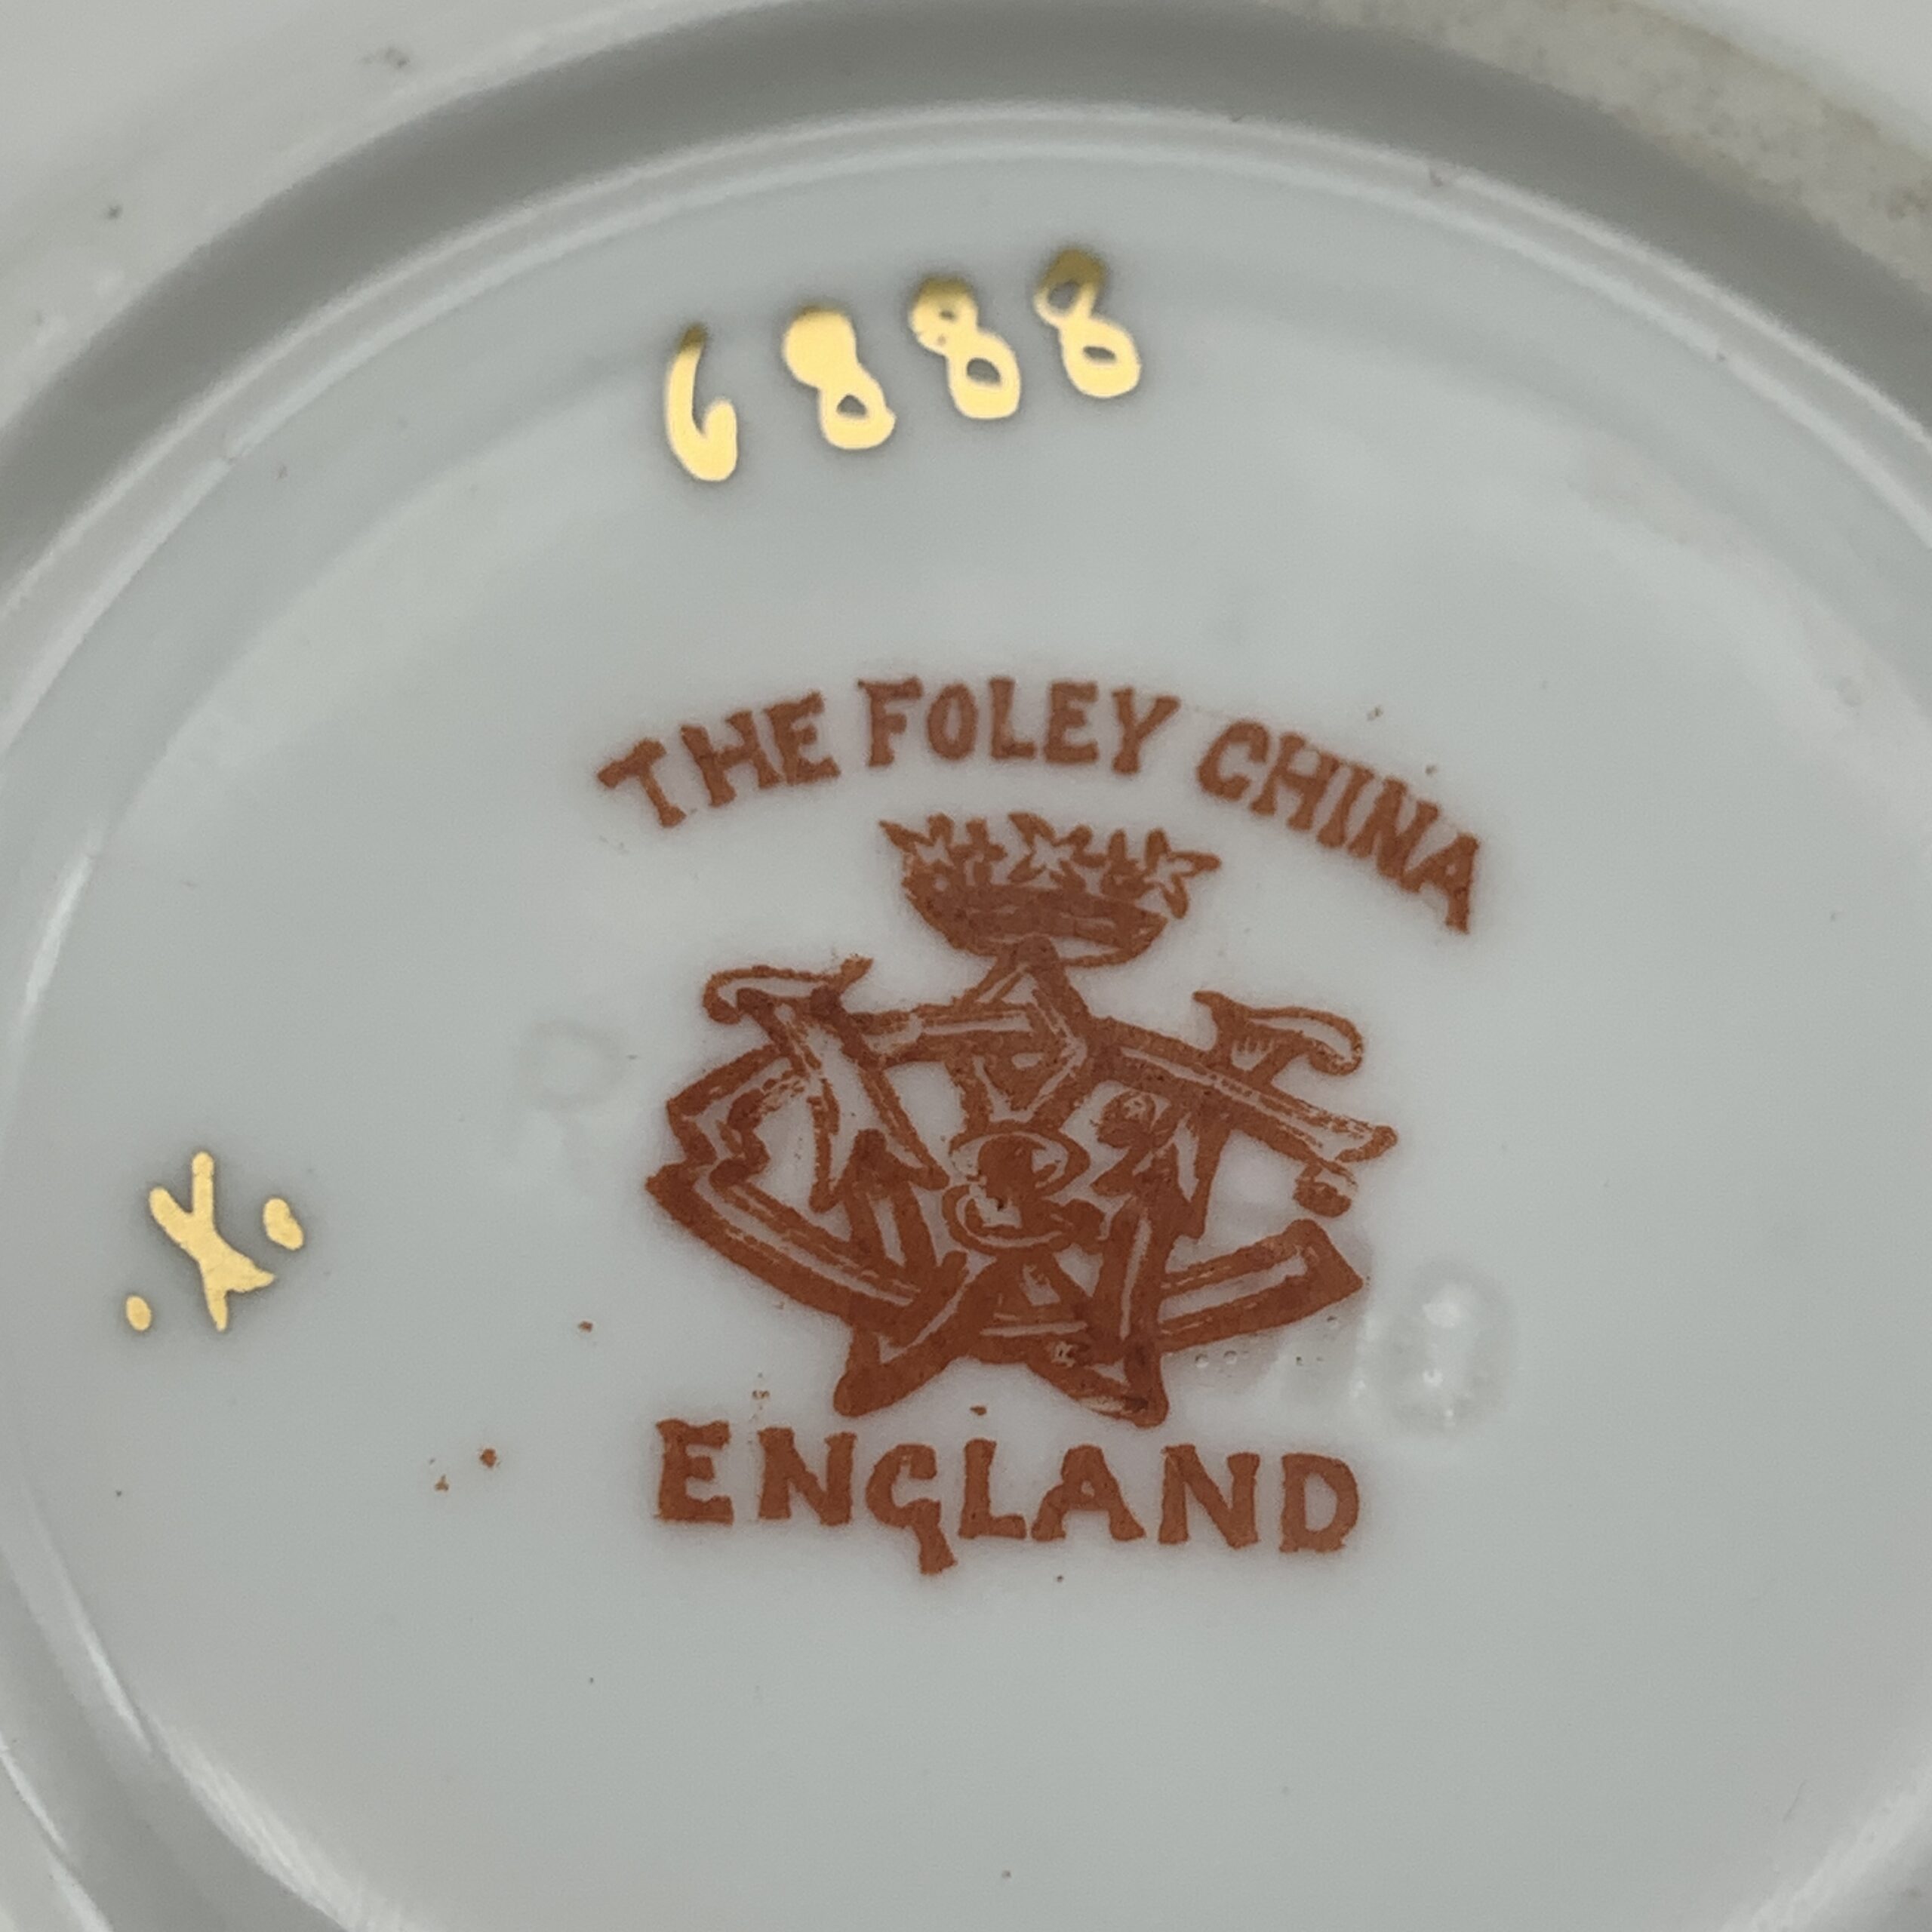 6888
THE FOLEY CHINA
.X.
ENGLAND